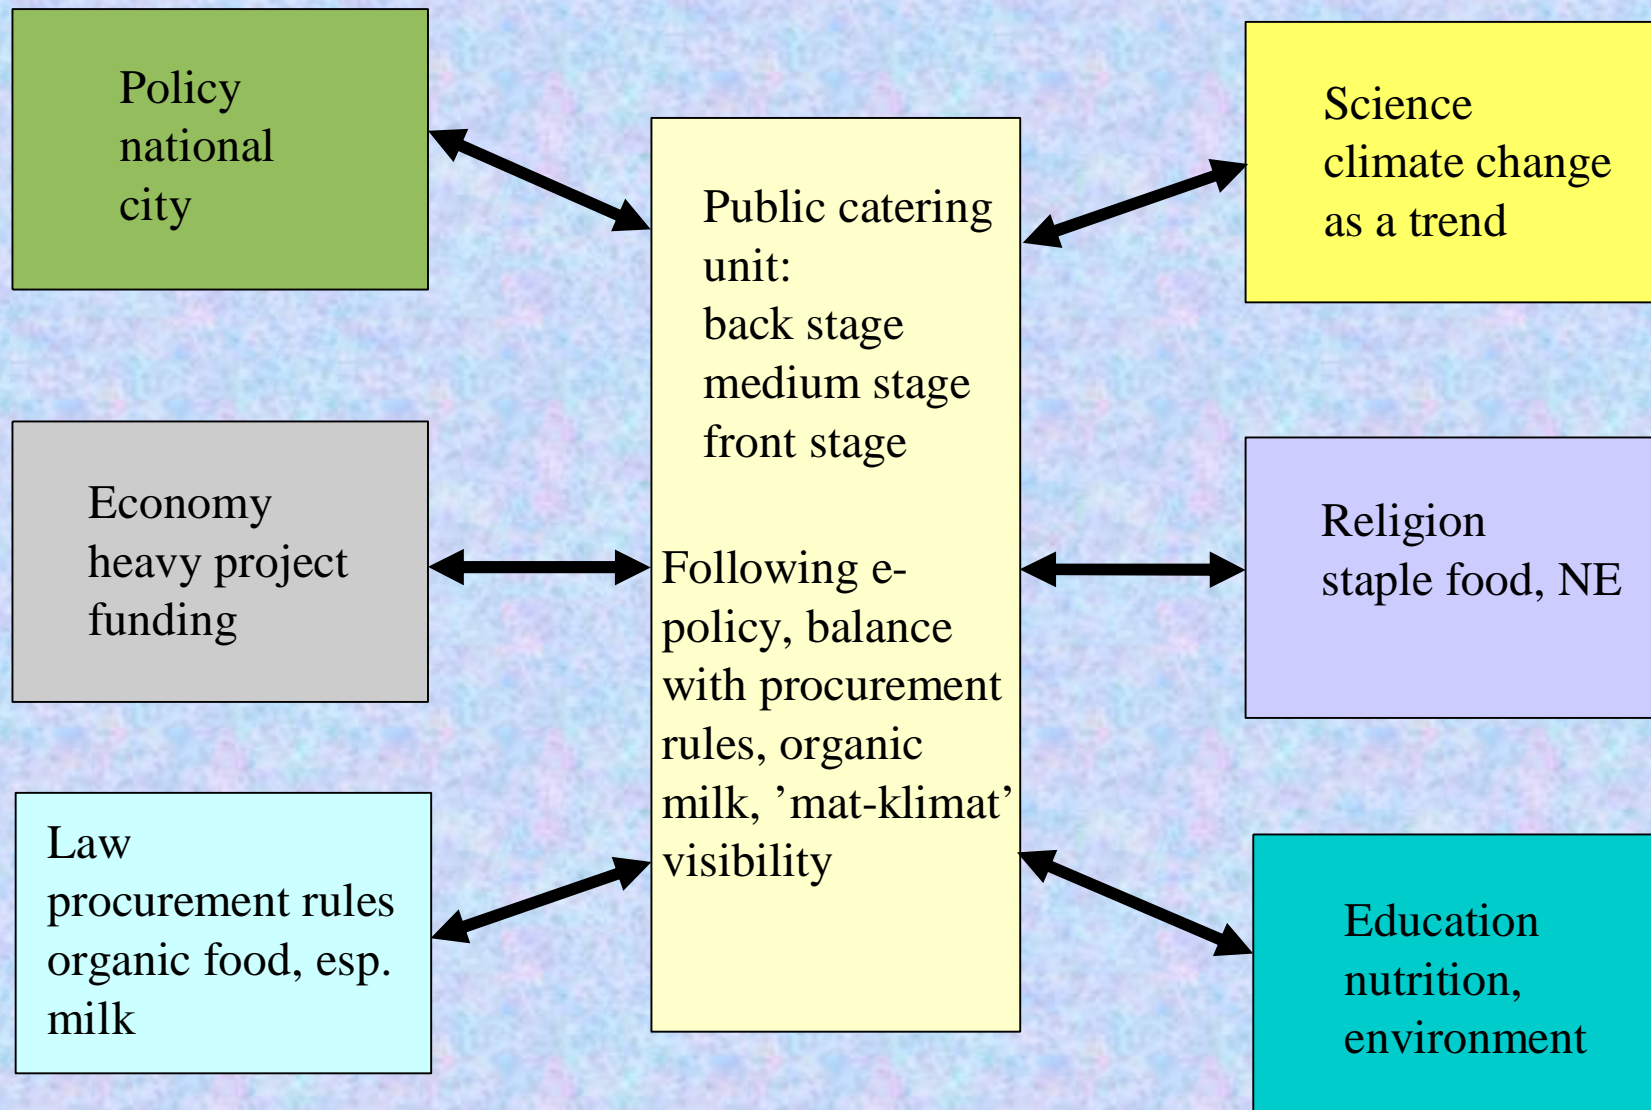 Policy
national
city
Economy
heavy project
funding
Law
procurement rules
organic food, esp.
milk
Public catering
unit:
back stage
medium stage
front stage
Following e-
policy, balance
with procurement
rules, organic
milk, ’mat-klimat’
visibility
Science
climate change
as a trend
Religion
staple food, NE
Education
nutrition,
environment